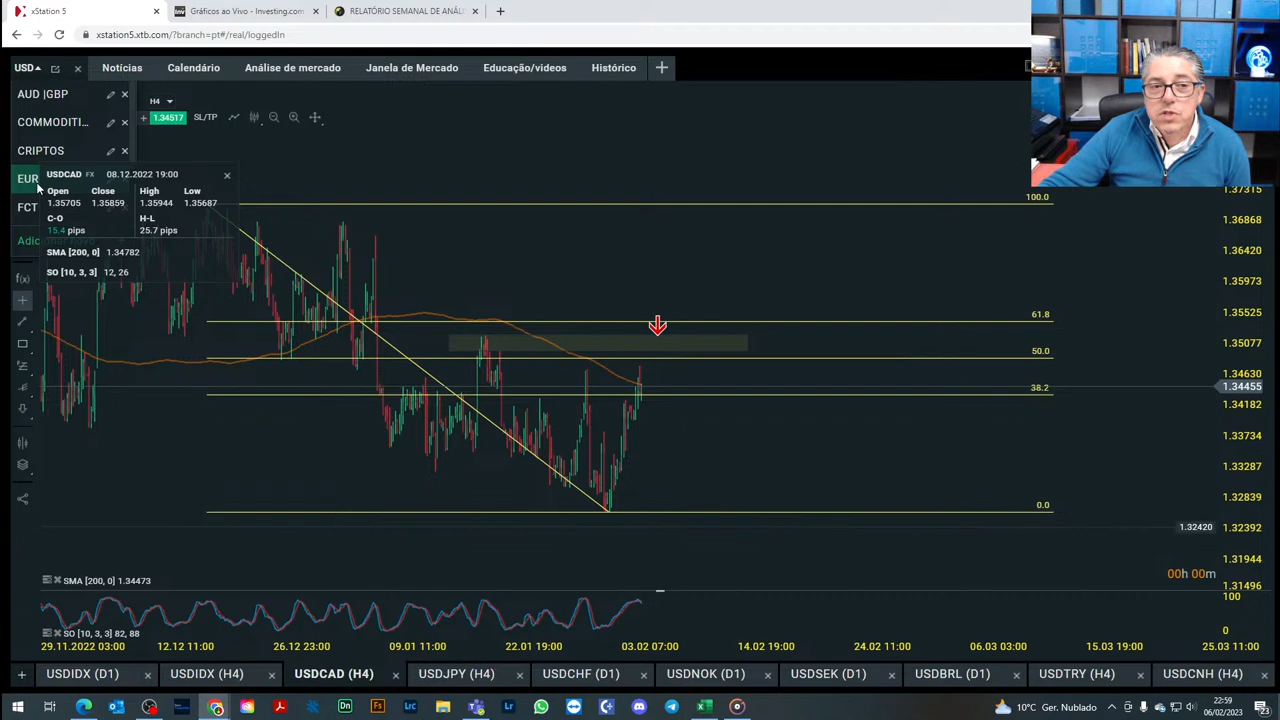 xStation 5
Gráficos ao Vivo - Investing.com
RELATÓRIO SEMANAL DE ANÁL
xstation5.xtb.com/?branch=pt#/real/loggedIn
USD
Notícias
Calendário
Análise de mercado
Janela de Mercado
Educação/videos
Histórico
AUD |GBP
COMMODITI...
CRIPTOS
EUR
FCT
H4
1.34517
SL/TP
USDCAD FX 08.12.2022 19:00
Open Close High Low
1.35705 1.35859 1.35944 1.35687
C-O H-L
15.4 pips 25.7 pips
SMA [200, 0] 1.34782
SO [10, 3, 3] 12, 26
100.0
61.8
50.0
38.2
0.0
1.37315
1.36868
1.36420
1.35973
1.35525
1.35077
1.34630
1.34455
1.34182
1.33734
1.33287
1.32839
1.32420
1.32392
1.31944
1.31496
00h 00m
SMA [200, 0] 1.34473
100
0
SO [10, 3, 3] 82, 88
29.11.2022 03:00
12.12 11:00
26.12 23:00
09.01 11:00
22.01 19:00
03.02 07:00
14.02 19:00
24.02 11:00
06.03 03:00
15.03 19:00
25.03 11:00
USDIDX (D1)
USDIDX (H4)
USDCAD (H4)
USDJPY (H4)
USDCHF (D1)
USDNOK (D1)
USDSEK (D1)
USDBRL (D1)
USDTRY (H4)
USDCNH (H4)
10°C Ger. Nublado
22:59
06/02/2023